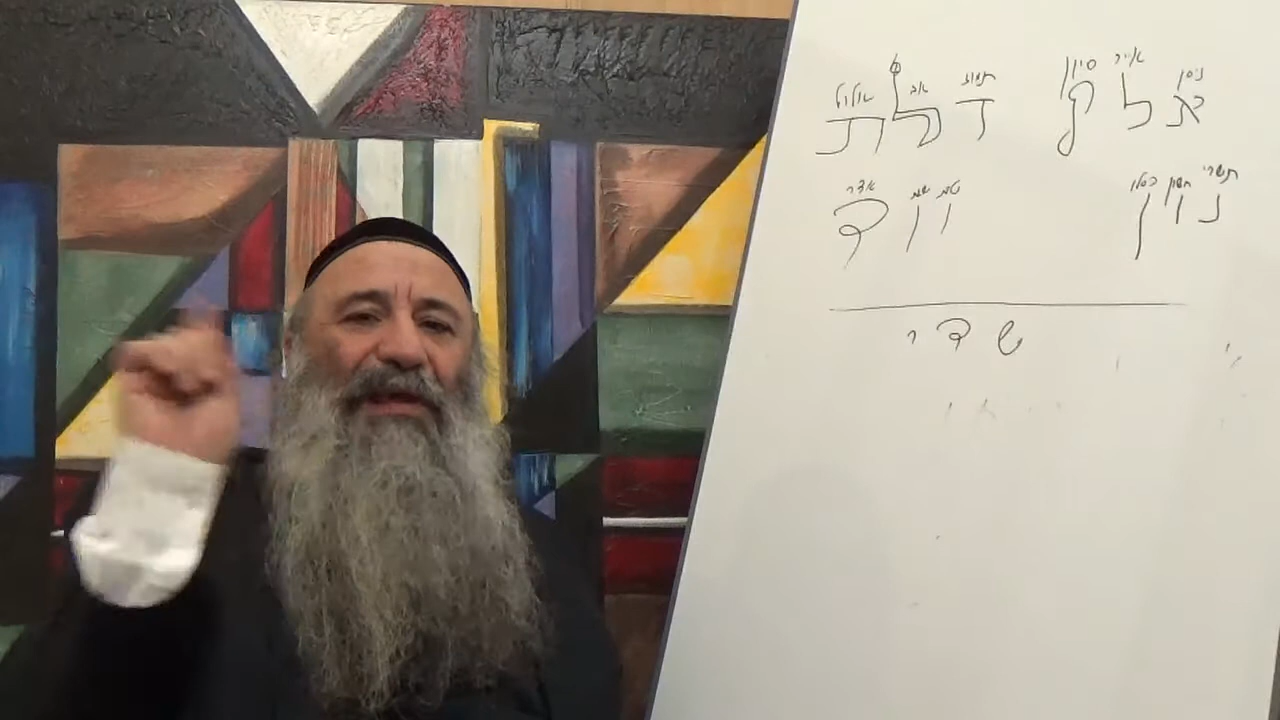 ניסן אייר סיון תמוז אב אלול
א ל ף ד ל ת
תשרי חשון כסלו טבת שבט אדר
נ ו ן ו ו ד
ש ד י